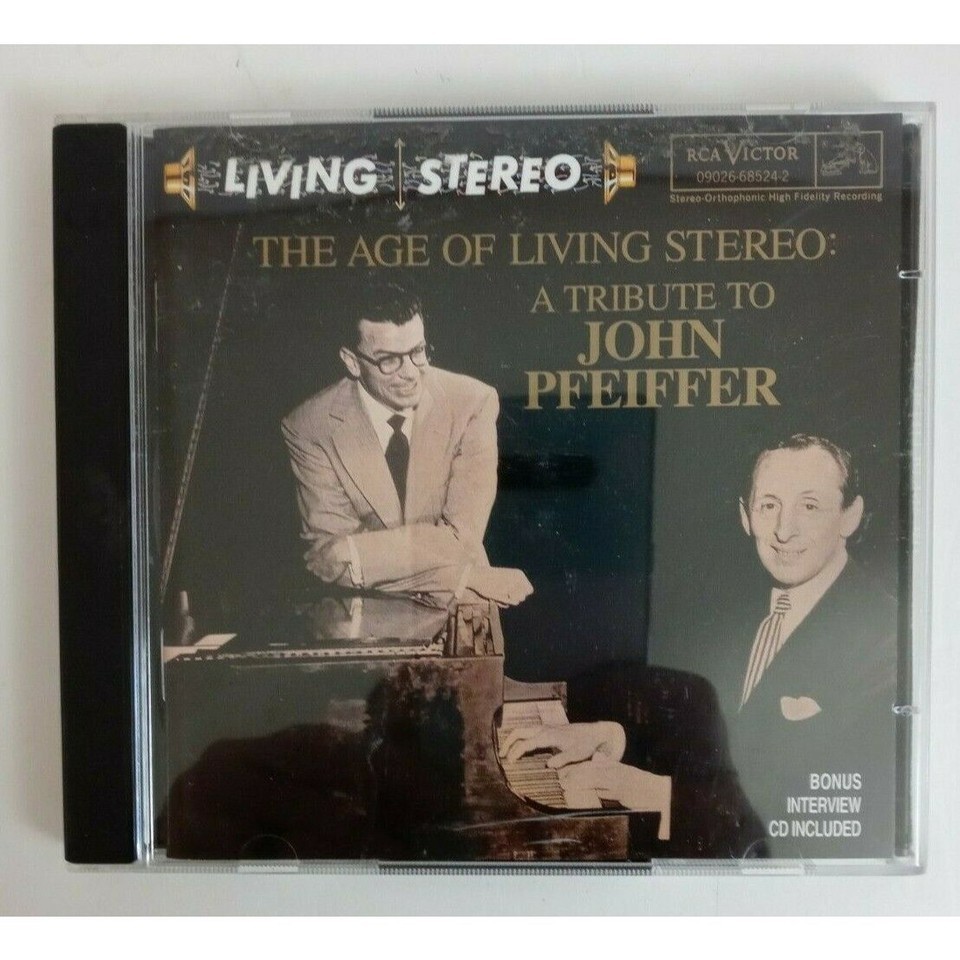 LIVING STEREO
RCA VICTOR
09026-68524-2
Stereo-Orthophonic High Fidelity Recording
THE AGE OF LIVING STEREO:
A TRIBUTE TO
JOHN
PFEIFFER
BONUS
INTERVIEW
CD INCLUDED